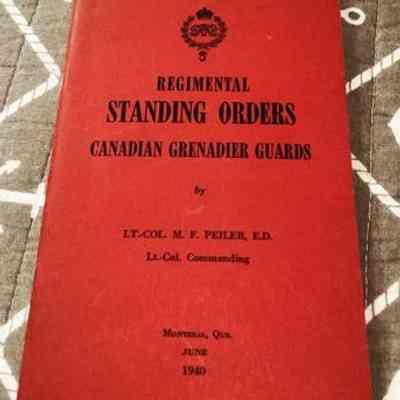 REGIMENTAL
STANDING ORDERS
CANADIAN GRENADIER GUARDS
by
LT.-COL. M. F. PEILER, E.D.
Lt.-Col. Commanding
MONTREAL, QUE.
JUNE
1940